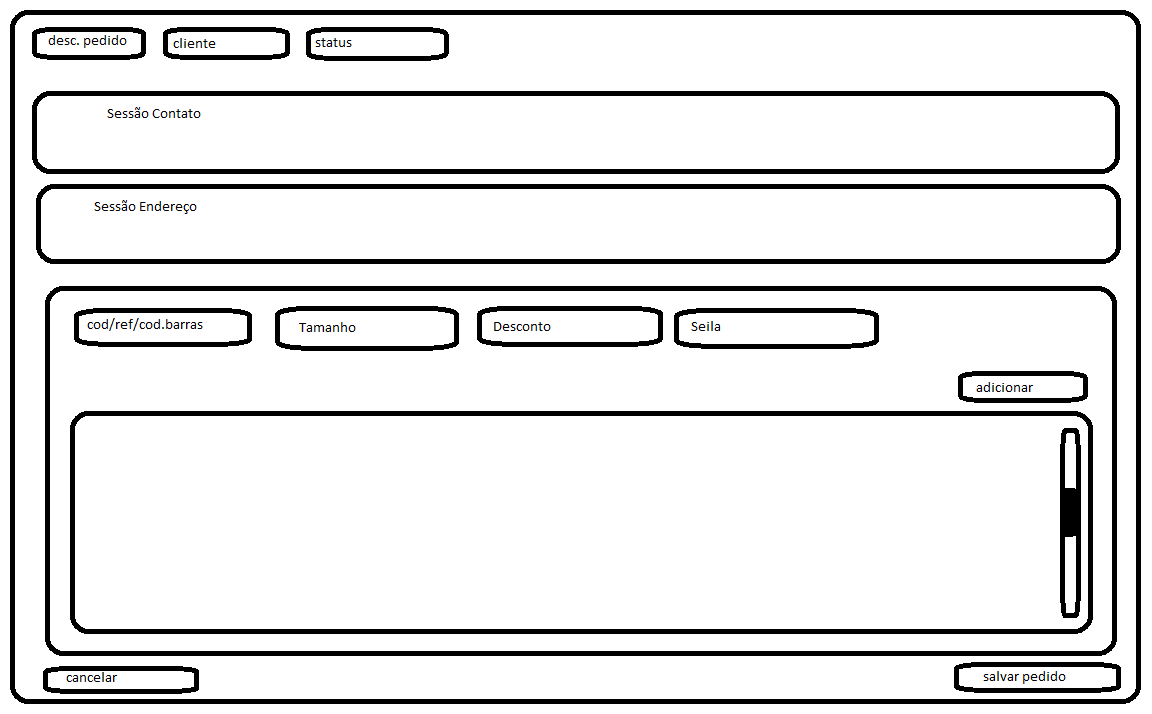 desc. pedido
cliente
status
Sessão Contato
Sessão Endereço
cod/ref/cod.barras
Tamanho
Desconto
Seila
adicionar
cancelar
salvar pedido